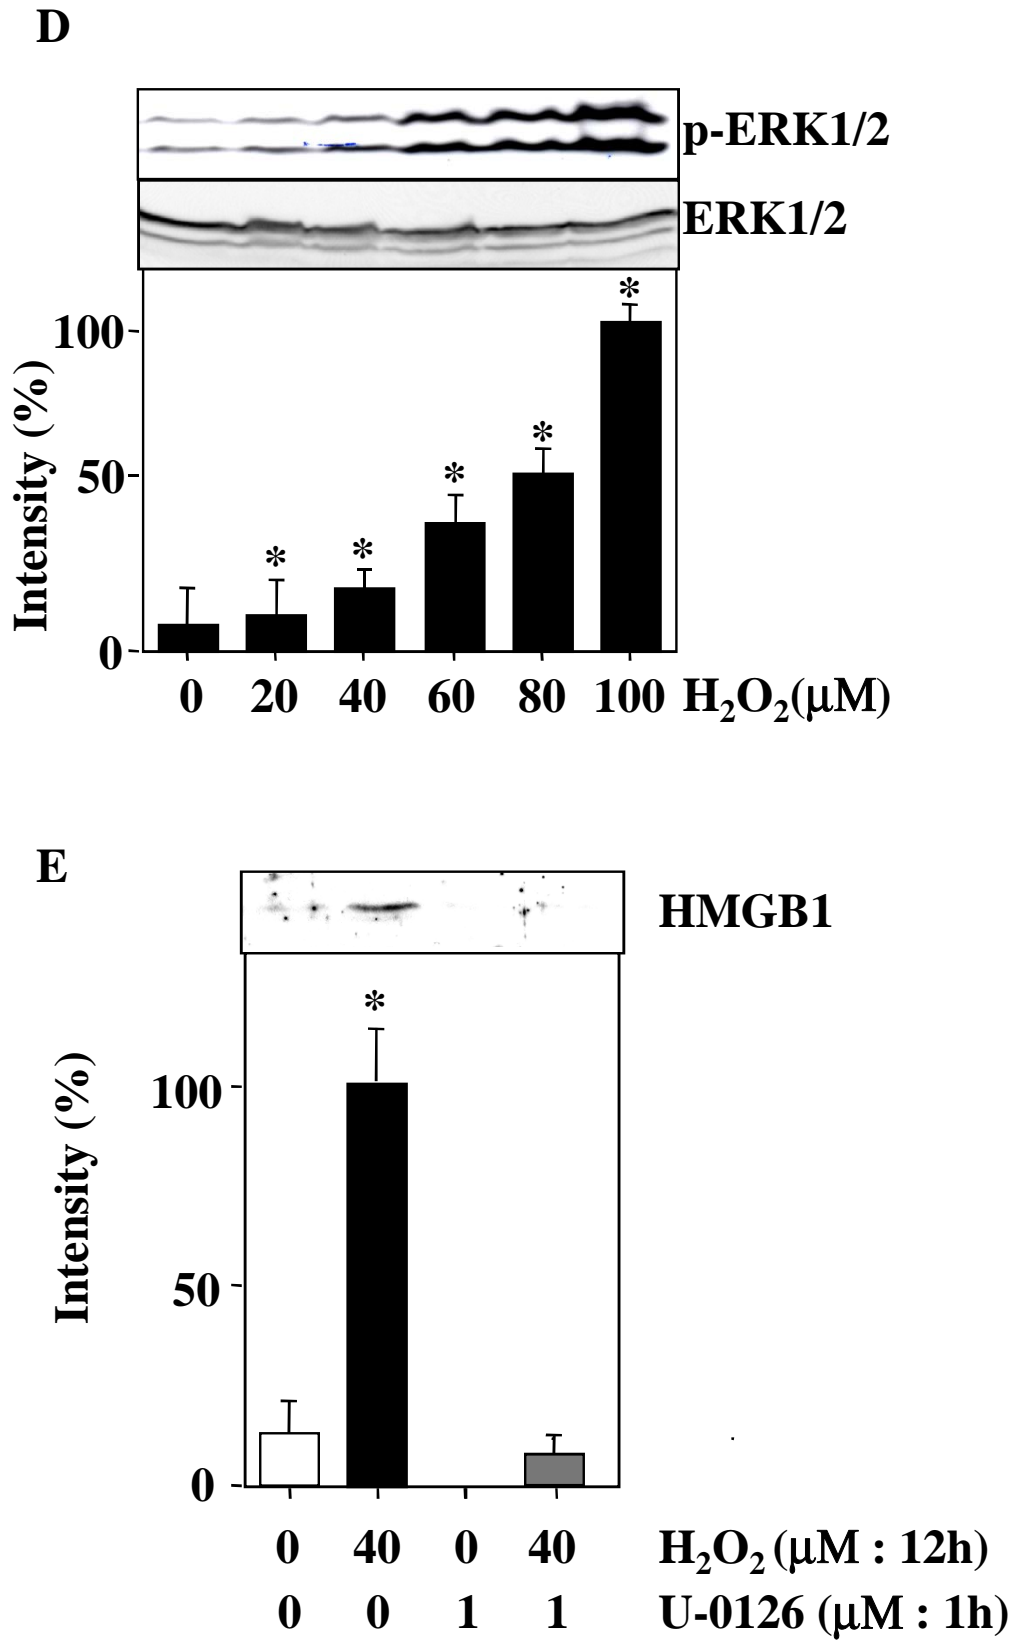 D
p-ERK1/2
ERK1/2
*
100
*
*
50
*
*
0
Intensity (%)
0 20 40 60 80 100 H₂O₂(μM)
E
HMGB1
*
100
50
0
Intensity (%)
0 40 0 40 H₂O₂ (μM : 12h)
0 0 1 1 U-0126 (μM : 1h)